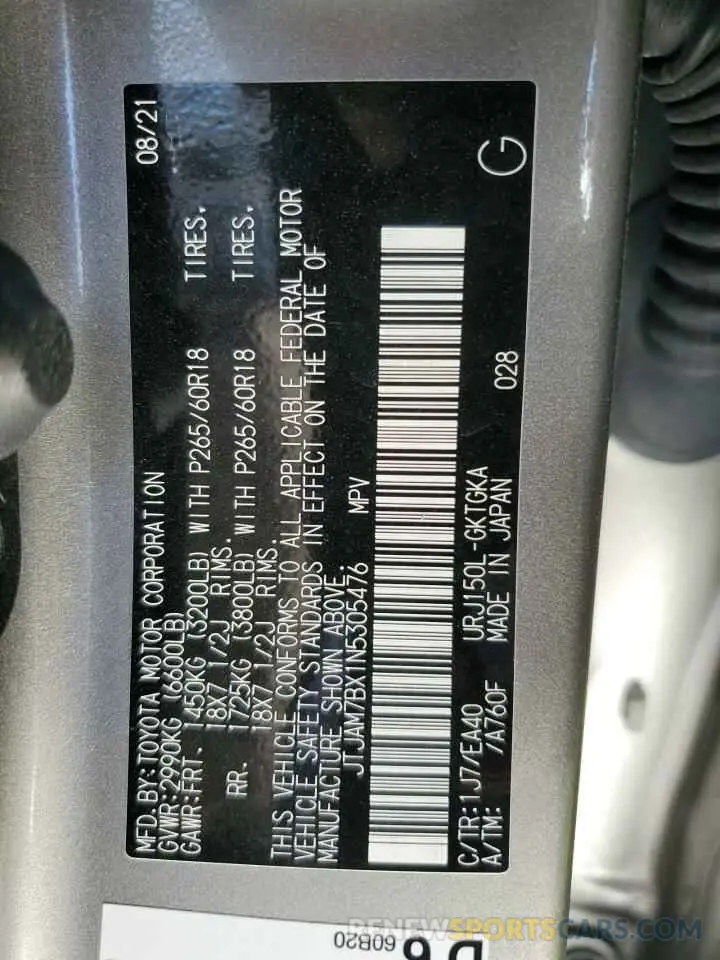 MFD. BY: TOYOTA MOTOR CORPORATION 08/21
GVWR: 2990KG (6600LB)
GAWR: FRT. 1450KG (3200LB) WITH P265/60R18 TIRES.
18X7 1/2J RIMS.
RR. 1725KG (3800LB) WITH P265/60R18 TIRES.
18X7 1/2J RIMS.
THIS VEHICLE CONFORMS TO ALL APPLICABLE FEDERAL MOTOR
VEHICLE SAFETY STANDARDS IN EFFECT ON THE DATE OF
MANUFACTURE SHOWN ABOVE.
JTJAM7BX1N5305476 MPV
C/TR: 1J7/EA40 URJ150L-GKTGKA 028 G
A/TM: /A760F MADE IN JAPAN
60B20
RENEWSPORTSCARS.COM